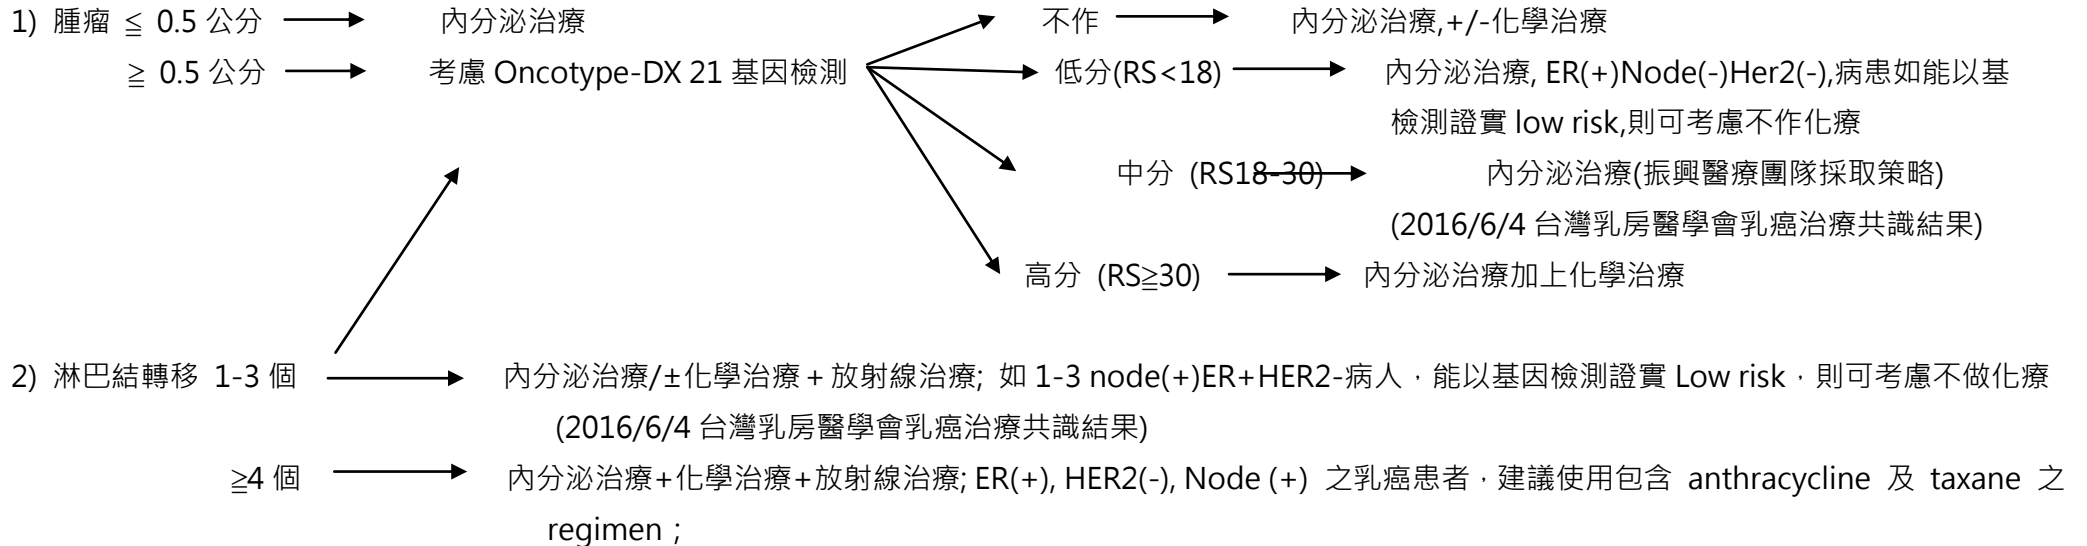 1) 腫瘤 ≦ 0.5 公分 內分泌治療 不作 內分泌治療,+/-化學治療
≧ 0.5 公分 考慮 Oncotype-DX 21 基因檢測 低分(RS<18) 內分泌治療, ER(+)Node(-)Her2(-),病患如能以基
檢測證實 low risk,則可考慮不作化療
中分 (RS18-30) 內分泌治療(振興醫療團隊採取策略)
(2016/6/4 台灣乳房醫學會乳癌治療共識結果)
高分 (RS≧30) 內分泌治療加上化學治療
2) 淋巴結轉移 1-3 個 內分泌治療/±化學治療+放射線治療; 如 1-3 node(+)ER+HER2-病人，能以基因檢測證實 Low risk，則可考慮不做化療
(2016/6/4 台灣乳房醫學會乳癌治療共識結果)
≧4 個 內分泌治療+化學治療+放射線治療; ER(+), HER2(-), Node (+) 之乳癌患者，建議使用包含 anthracycline 及 taxane 之
regimen；